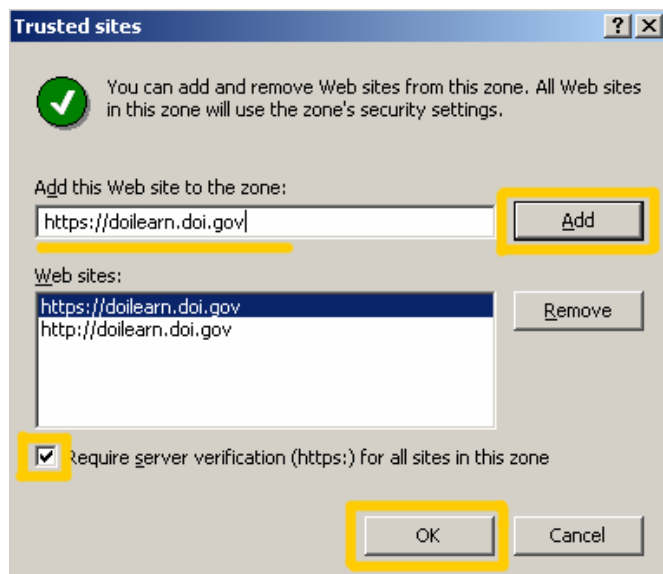 Trusted sites
You can add and remove Web sites from this zone. All Web sites
in this zone will use the zone's security settings.
Add this Web site to the zone:
https://doilearn.doi.gov
Add
Web sites:
https://doilearn.doi.gov
http://doilearn.doi.gov
Remove
Require server verification (https:) for all sites in this zone
OK
Cancel